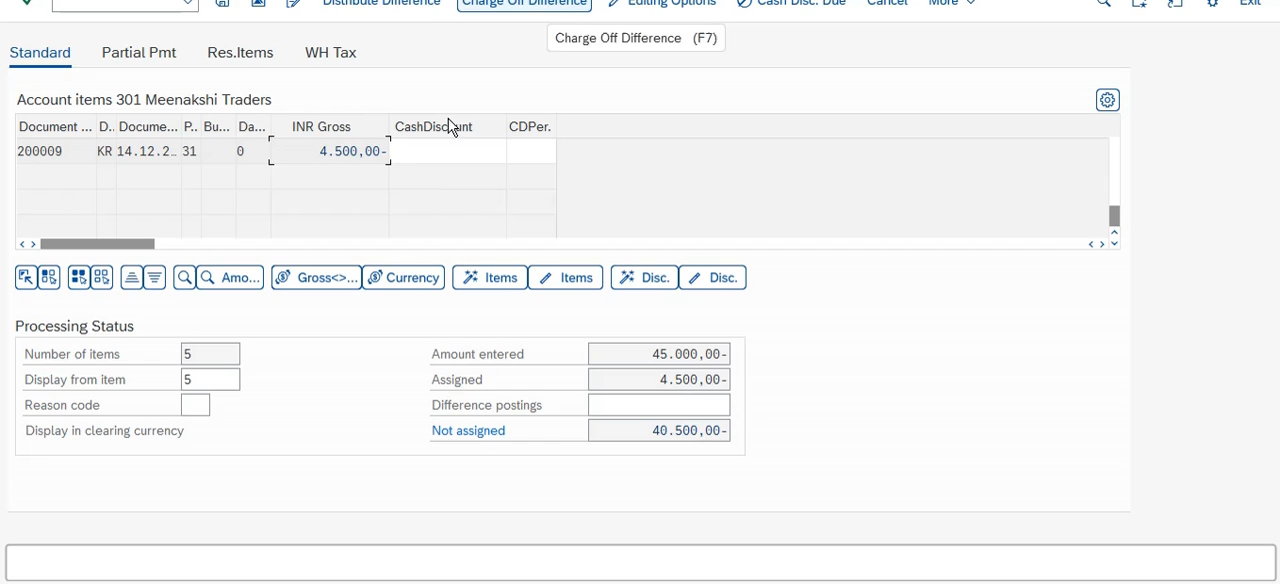 Distribute Difference Charge Off Difference Editing Options Cash Disc. Due Cancel More Exit
Charge Off Difference (F7)
Standard Partial Pmt Res.Items WH Tax
Account items 301 Meenakshi Traders
Document ... D.. Docume... P.. Bu... Da... INR Gross CashDiscount CDPer.
200009 KR 14.12.2… 31 0 4.500,00-
Amo... Gross<>... Currency Items Items Disc. Disc.
Processing Status
Number of items 5 Amount entered 45.000,00-
Display from item 5 Assigned 4.500,00-
Reason code Difference postings
Display in clearing currency Not assigned 40.500,00-